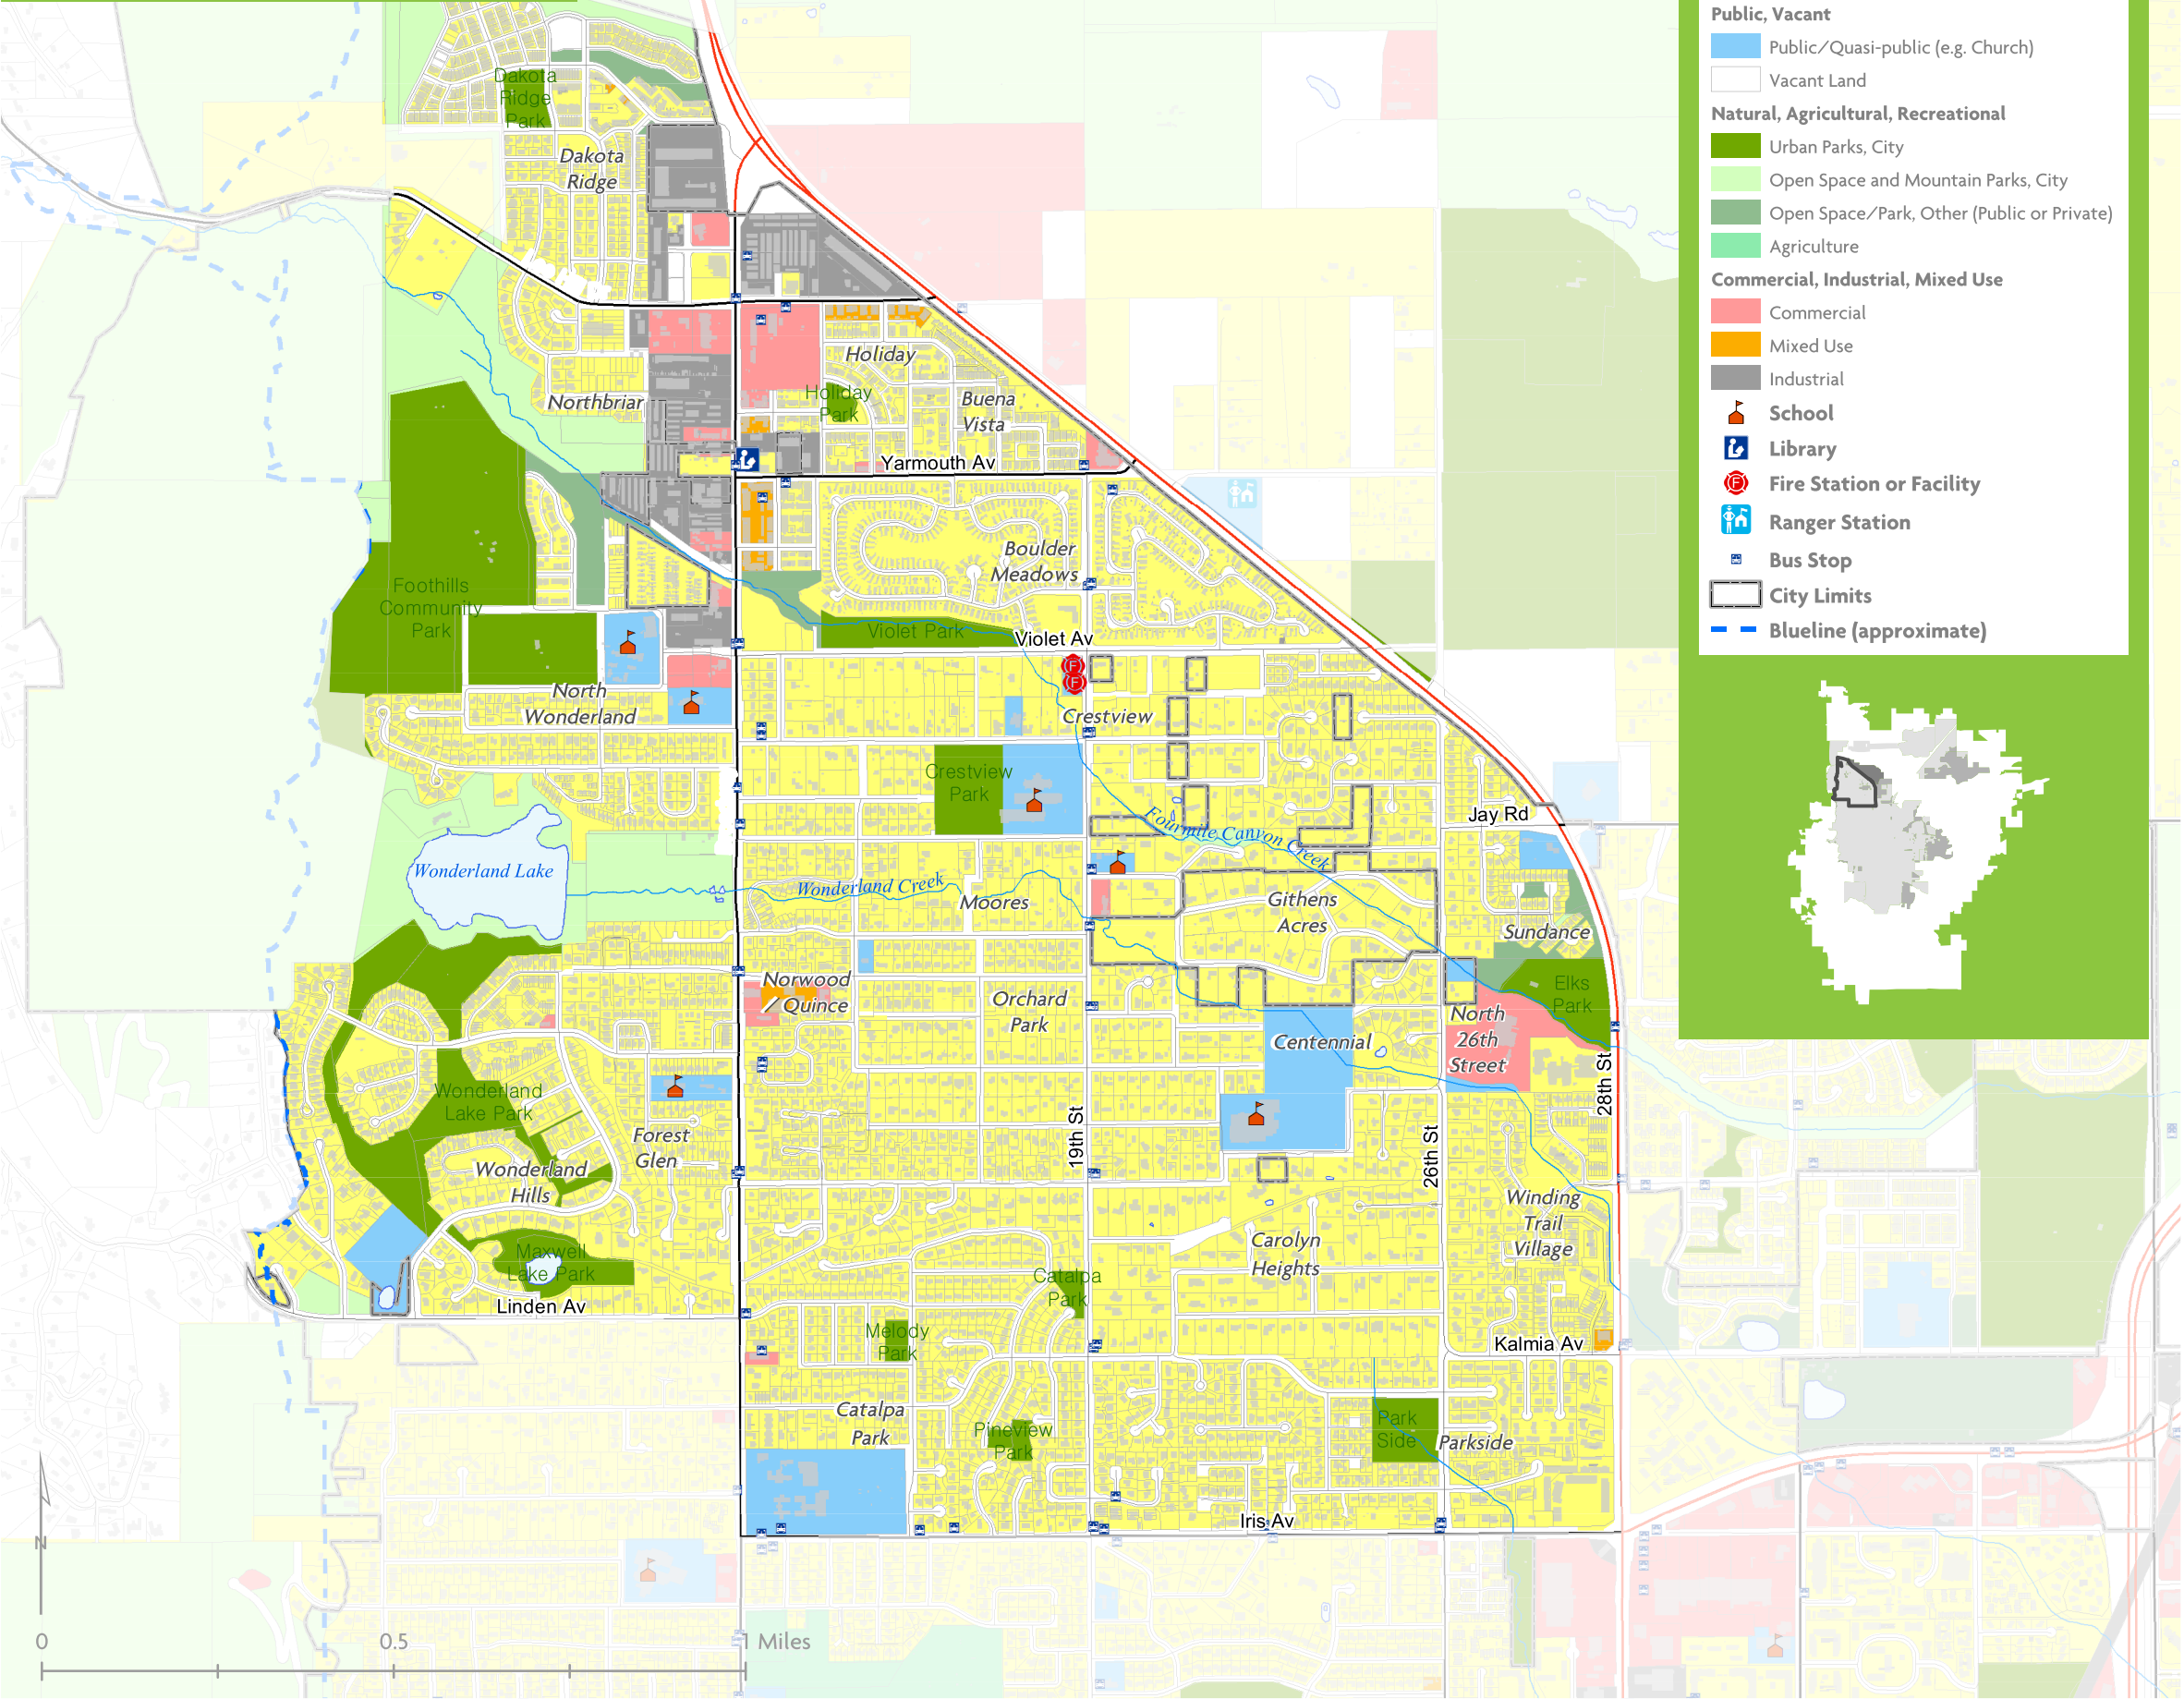 Public, Vacant
Public/Quasi-public (e.g. Church)
Vacant Land
Natural, Agricultural, Recreational
Urban Parks, City
Open Space and Mountain Parks, City
Open Space/Park, Other (Public or Private)
Agriculture
Commercial, Industrial, Mixed Use
Commercial
Mixed Use
Industrial
School
Library
Fire Station or Facility
Ranger Station
Bus Stop
City Limits
Blueline (approximate)
Dakota
Ridge
Park
Dakota
Ridge
Holiday
Holiday
Park
Northbriar
Buena
Vista
Yarmouth Av
Boulder
Meadows
Foothills
Community
Park
Violet Park
Violet Av
North
Wonderland
Crestview
Crestview
Park
Jay Rd
Fourmile Canyon Creek
Wonderland Lake
Wonderland Creek
Moores
Githens
Acres
Sundance
Norwood
Quince
Orchard
Park
Elks
Park
North
26th
Street
Centennial
28th St
Wonderland
Lake Park
19th St
26th St
Forest
Glen
Wonderland
Hills
Winding
Trail
Village
Carolyn
Heights
Maxwell
Lake Park
Catalpa
Park
Linden Av
Melody
Park
Kalmia Av
Catalpa
Park
Pineview
Park
Park
Side
Parkside
Iris Av
N
0
0.5
1 Miles
F
F
F